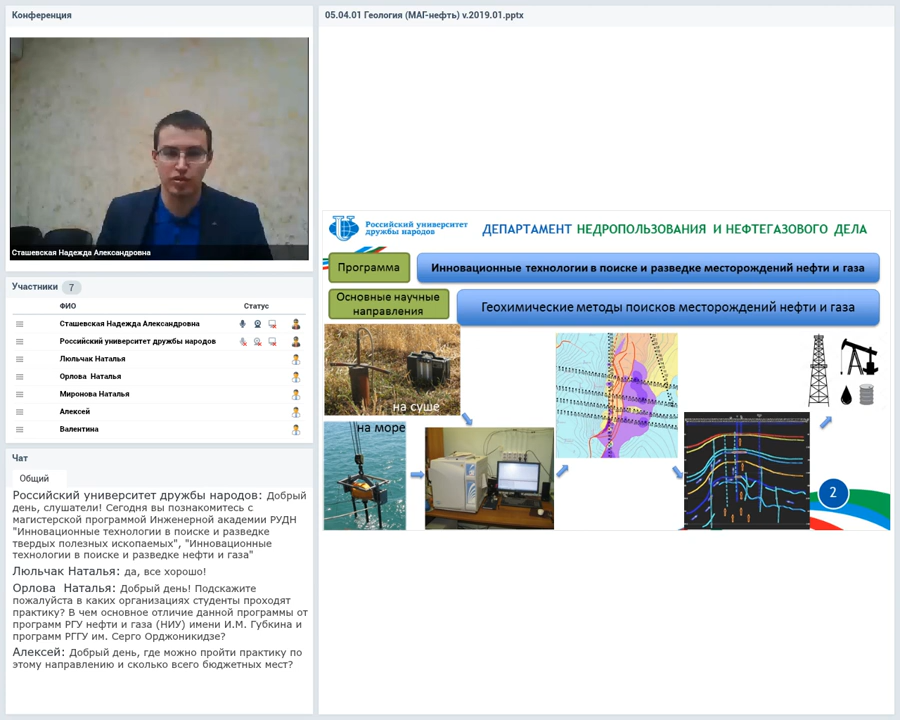 Конференция
Сташевская Надежда Александровна
Участники 7
ФИО Статус
Сташевская Надежда Александровна
Российский университет дружбы народов
Люльчак Наталья
Орлова Наталья
Миронова Наталья
Алексей
Валентина
Чат
Общий
Российский университет дружбы народов: Добрый
день, слушатели! Сегодня вы познакомитесь с
магистерской программой Инженерной академии РУДН
"Инновационные технологии в поиске и разведке
твердых полезных ископаемых", "Инновационные
технологии в поиске и разведке нефти и газа"
Люльчак Наталья: да, все хорошо!
Орлова Наталья: Добрый день! Подскажите
пожалуйста в каких организациях студенты проходят
практику? В чем основное отличие данной программы от
программ РГУ нефти и газа (НИУ) имени И.М. Губкина и
программ РГГУ им. Серго Орджоникидзе?
Алексей: Добрый день, где можно пройти практику по
этому направлению и сколько всего бюджетных мест?
05.04.01 Геология (МАГ-нефть) v.2019.01.pptx
Российский университет
дружбы народов
ДЕПАРТАМЕНТ НЕДРОПОЛЬЗОВАНИЯ И НЕФТЕГАЗОВОГО ДЕЛА
Программа
Инновационные технологии в поиске и разведке месторождений нефти и газа
Основные научные
направления
Геохимические методы поисков месторождений нефти и газа
на суше
на море
2